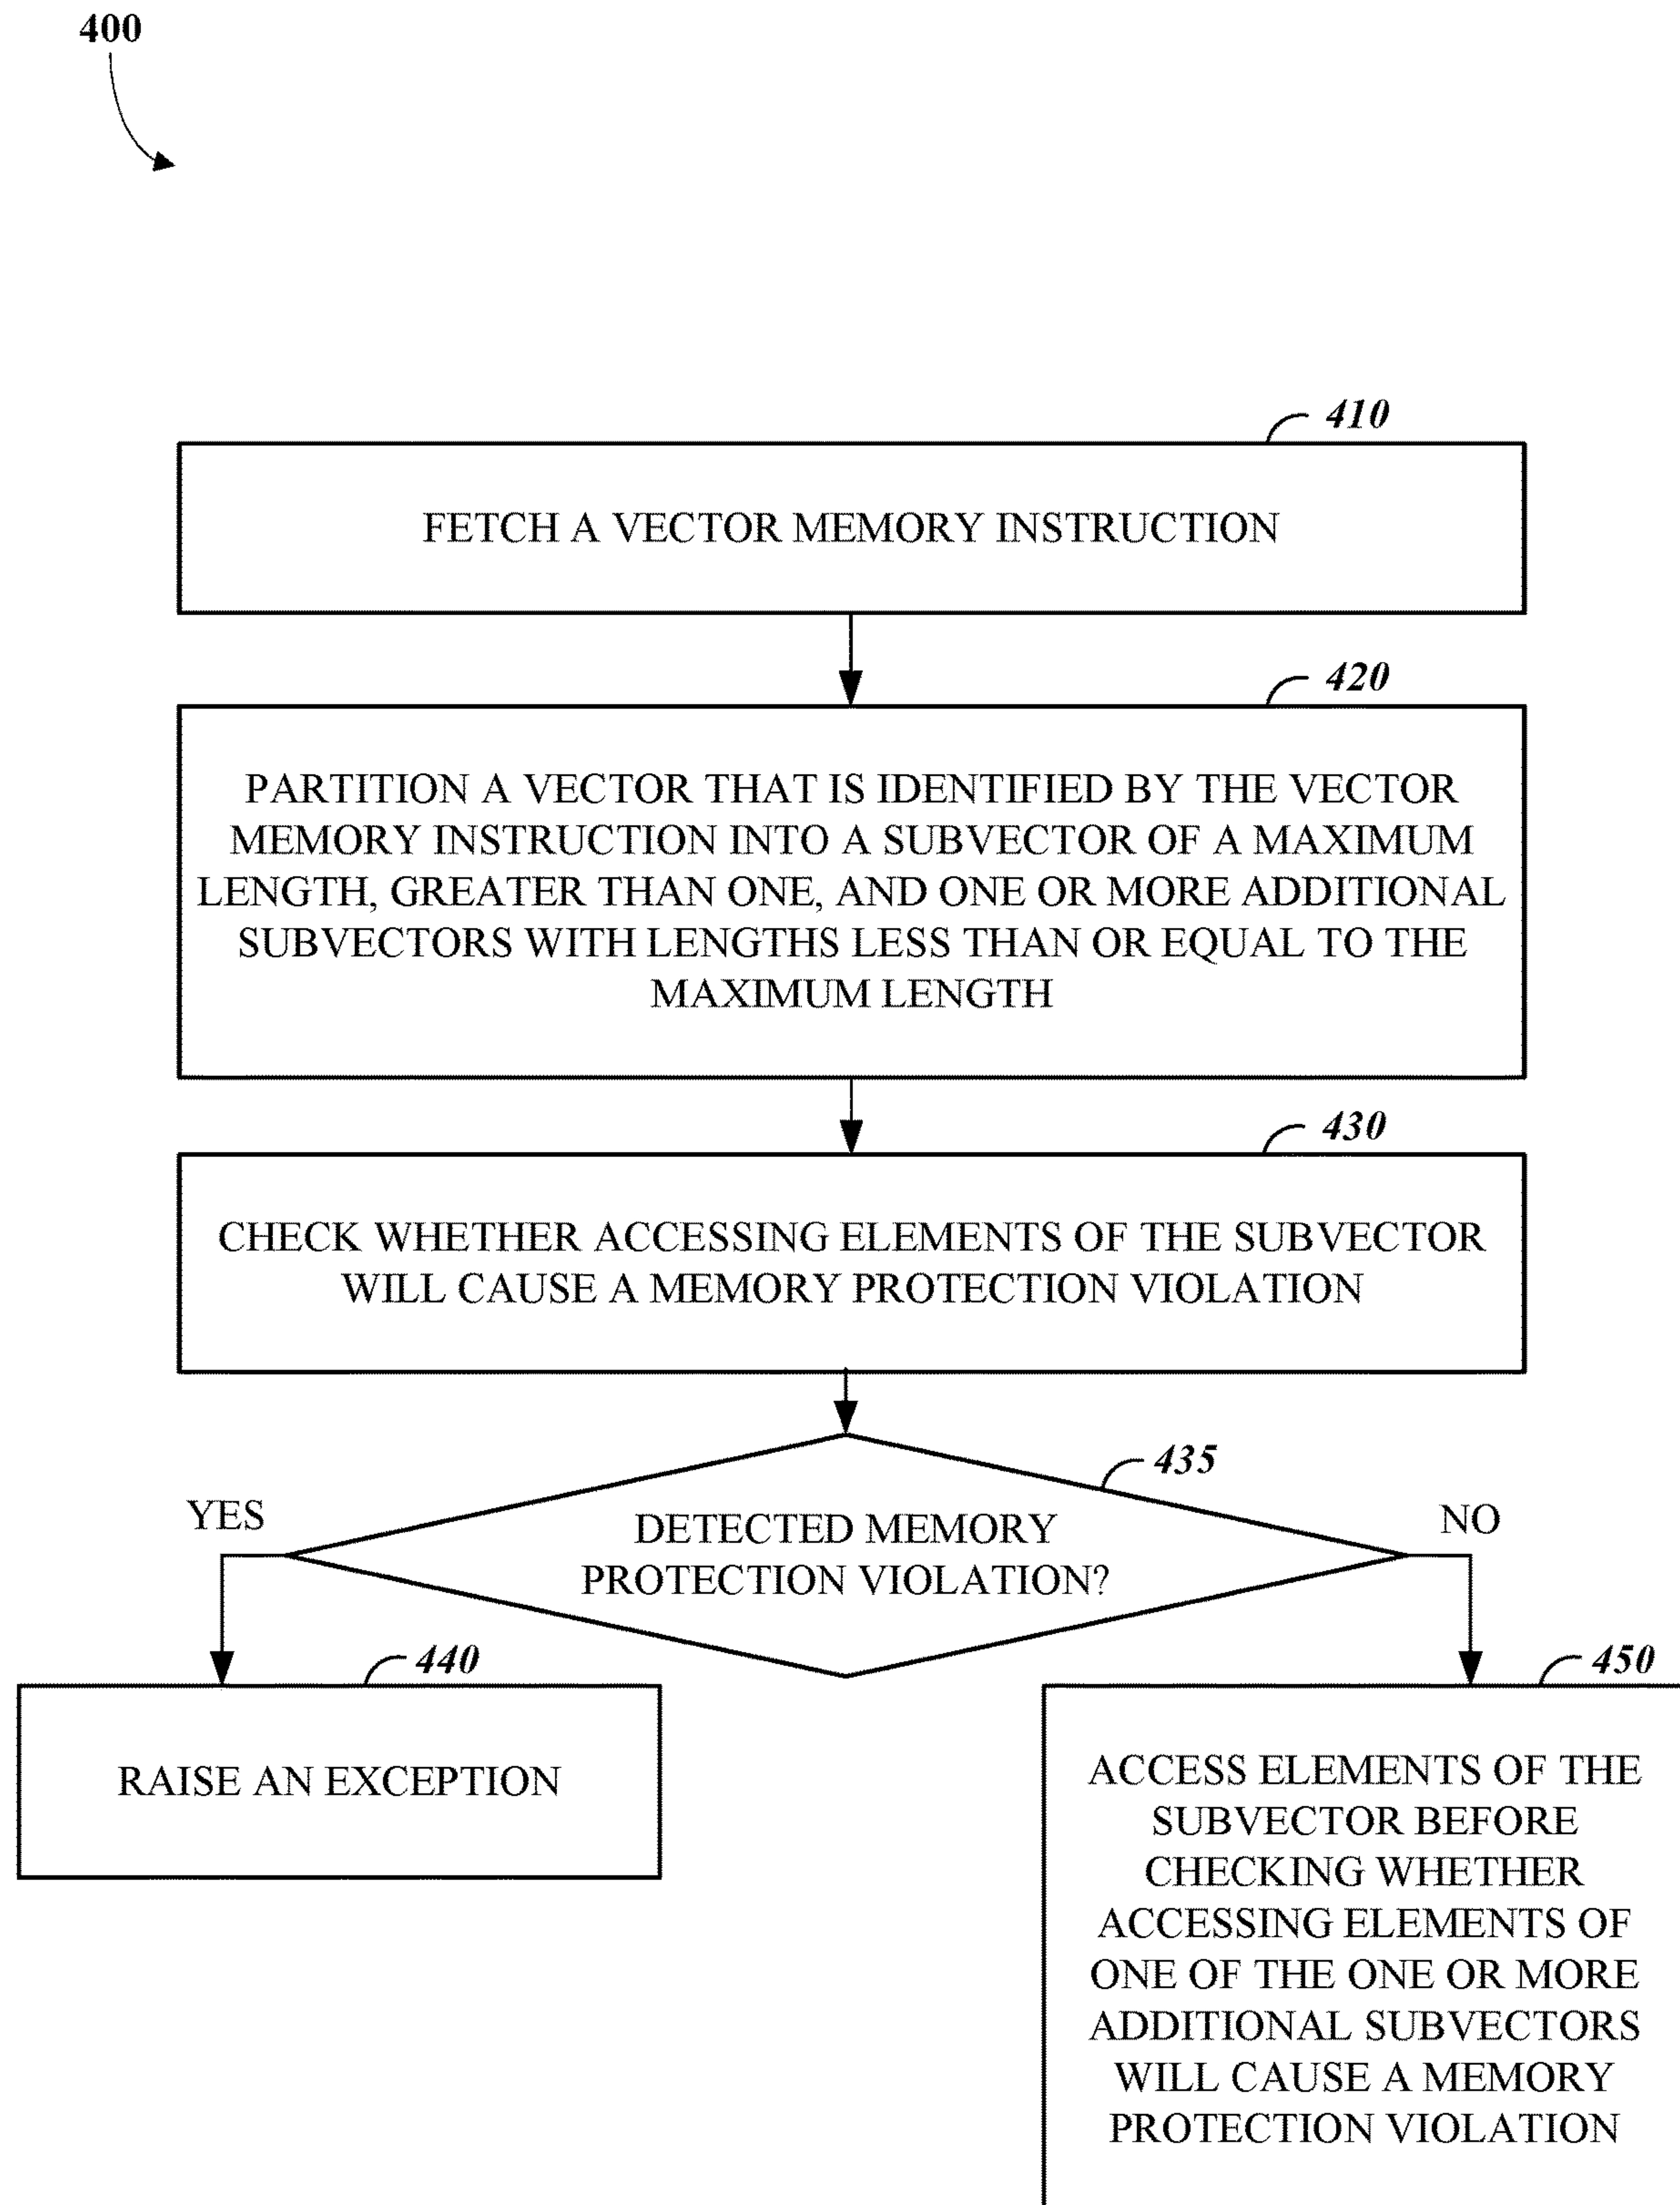 400
410
FETCH A VECTOR MEMORY INSTRUCTION
420
PARTITION A VECTOR THAT IS IDENTIFIED BY THE VECTOR
MEMORY INSTRUCTION INTO A SUBVECTOR OF A MAXIMUM
LENGTH, GREATER THAN ONE, AND ONE OR MORE ADDITIONAL
SUBVECTORS WITH LENGTHS LESS THAN OR EQUAL TO THE
MAXIMUM LENGTH
430
CHECK WHETHER ACCESSING ELEMENTS OF THE SUBVECTOR
WILL CAUSE A MEMORY PROTECTION VIOLATION
435
YES
NO
DETECTED MEMORY
PROTECTION VIOLATION?
440
RAISE AN EXCEPTION
450
ACCESS ELEMENTS OF THE
SUBVECTOR BEFORE
CHECKING WHETHER
ACCESSING ELEMENTS OF
ONE OF THE ONE OR MORE
ADDITIONAL SUBVECTORS
WILL CAUSE A MEMORY
PROTECTION VIOLATION